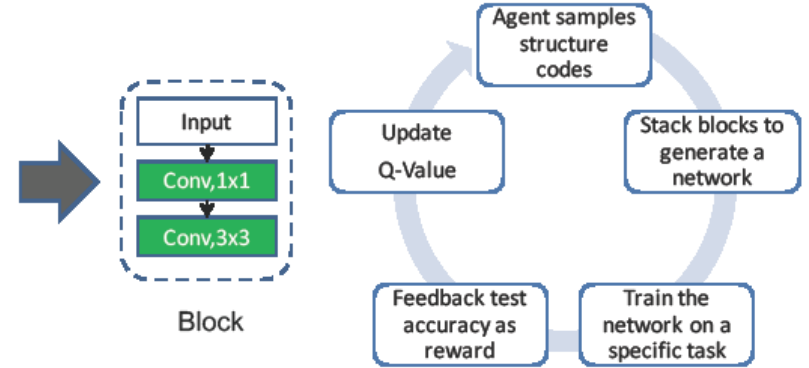 Input
Conv,1x1
Conv,3x3
Block
Agent samples
structure
codes
Stack blocks to
generate a
network
Train the
network on a
specific task
Feedback test
accuracy as
reward
Update
Q-Value